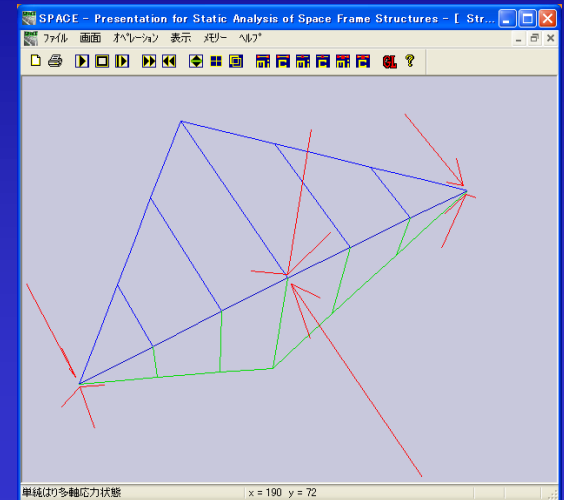 SPACE - Presentation for Static Analysis of Space Frame Structures - [ Str...
ファイル 画面 オペレーション 表示 メモリー ヘルプ
CL ?
単純はり多軸応力状態 x = 190 y = 72